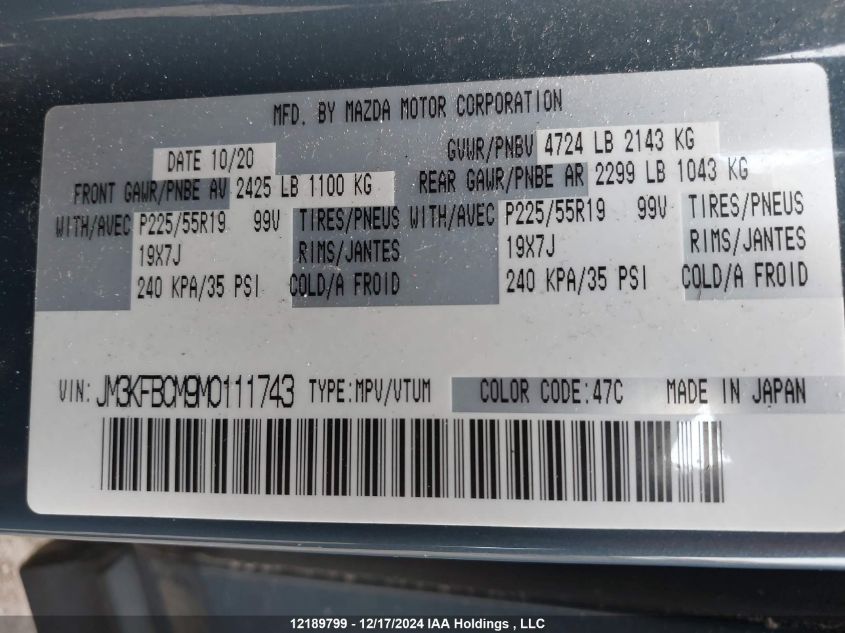 MFD. BY MAZDA MOTOR CORPORATION
DATE 10/20 GVWR/PNBV 4724 LB 2143 KG
FRONT GAWR/PNBE AV 2425 LB 1100 KG REAR GAWR/PNBE AR 2299 LB 1043 KG
WITH/AVEC P225/55R19 99V TIRES/PNEUS WITH/AVEC P225/55R19 99V TIRES/PNEUS
19X7J RIMS/JANTES 19X7J RIMS/JANTES
240 KPA/35 PSI COLD/A FROID 240 KPA/35 PSI COLD/A FROID
VIN: JM3KFBCM9M0111743 TYPE:MPV/VTUM COLOR CODE:47C MADE IN JAPAN
12189799 - 12/17/2024 IAA Holdings , LLC